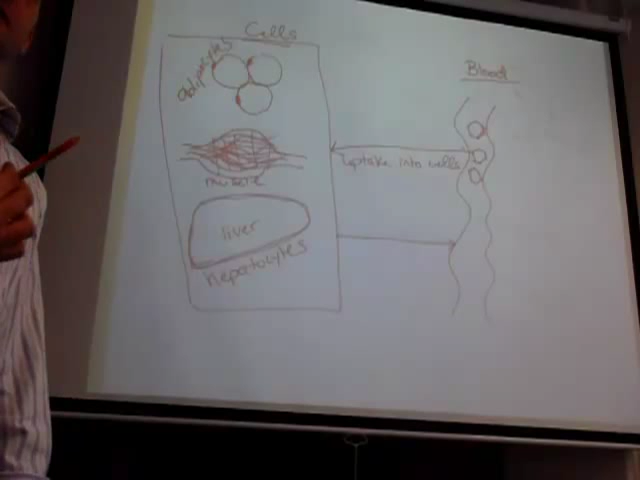 Cells
Blood
adipocytes
uptake into cells
muscle
liver
hepatocytes